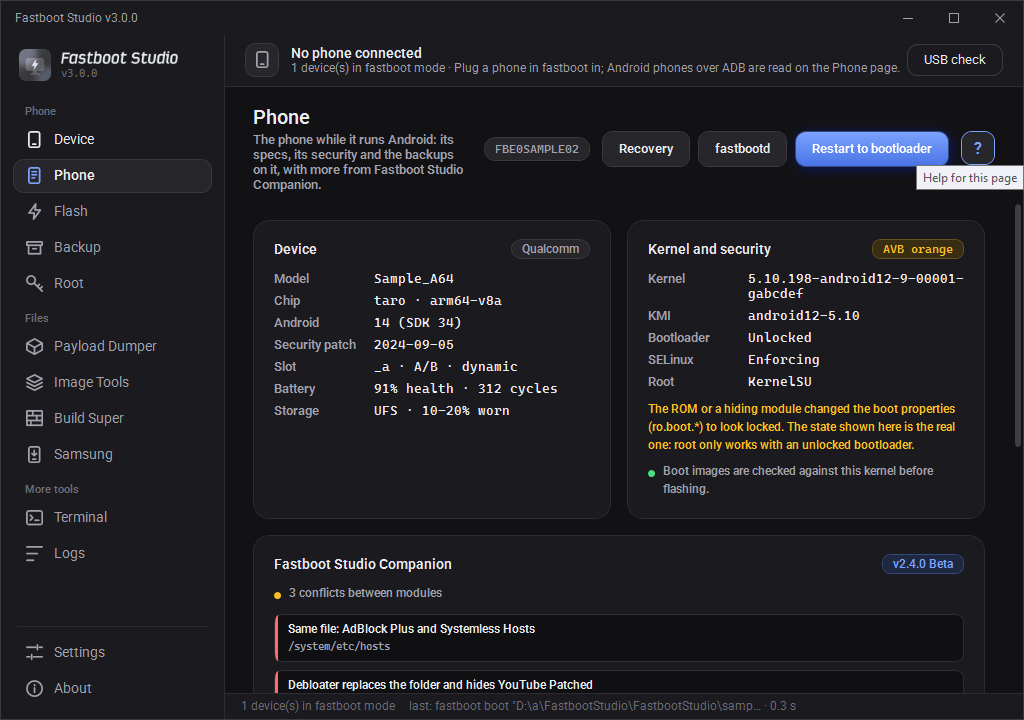 Fastboot Studio v3.0.0
Fastboot Studio
v3.0.0
No phone connected
1 device(s) in fastboot mode · Plug a phone in fastboot in; Android phones over ADB are read on the Phone page.
USB check
Phone
Device
Phone
Flash
Backup
Root
Files
Payload Dumper
Image Tools
Build Super
Samsung
More tools
Terminal
Logs
Settings
About
Phone
The phone while it runs Android: its
specs, its security and the backups
on it, with more from Fastboot Studio
Companion.
FBE0SAMPLE02
Recovery
fastbootd
Restart to bootloader
?
Help for this page
Device
Qualcomm
Model Sample_A64
Chip taro · arm64-v8a
Android 14 (SDK 34)
Security patch 2024-09-05
Slot _a · A/B · dynamic
Battery 91% health · 312 cycles
Storage UFS · 10-20% worn
Kernel and security
AVB orange
Kernel 5.10.198-android12-9-00001-
gabcdef
KMI android12-5.10
Bootloader Unlocked
SELinux Enforcing
Root KernelSU
The ROM or a hiding module changed the boot properties
(ro.boot.*) to look locked. The state shown here is the real
one: root only works with an unlocked bootloader.
Boot images are checked against this kernel before
flashing.
Fastboot Studio Companion
v2.4.0 Beta
3 conflicts between modules
Same file: AdBlock Plus and Systemless Hosts
/system/etc/hosts
Debloater replaces the folder and hides YouTube Patched
1 device(s) in fastboot mode last: fastboot boot "D:\a\FastbootStudio\FastbootStudio\samp… · 0.3 s